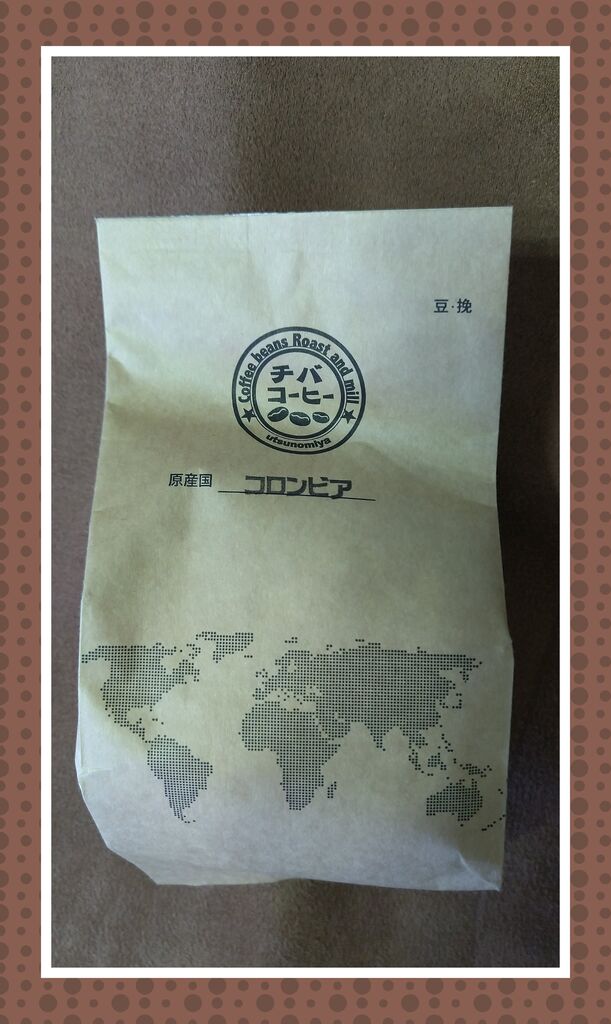 豆・挽
Coffee beans Roast and mill
チバ
コーヒー
utsunomiya
原産国 コロンビア